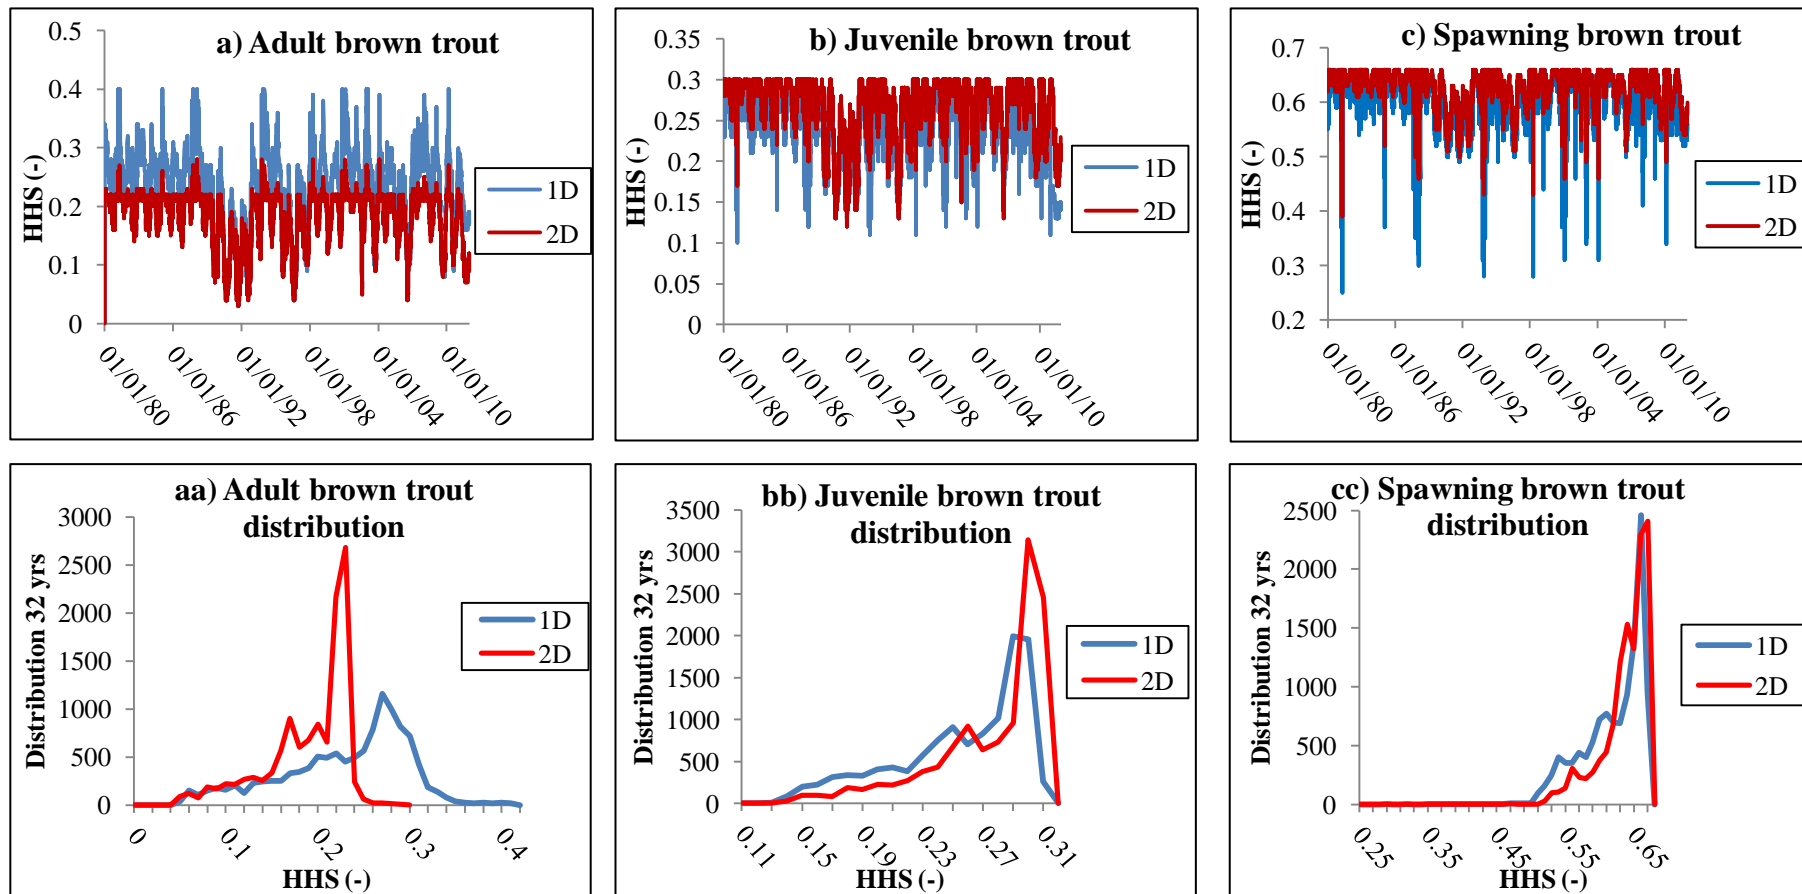 a) Adult brown trout
HHS (-)
0.5
0.4
0.3
0.2
0.1
0
01/01/80
01/01/86
01/01/92
01/01/98
01/01/04
01/01/10
1D
2D
b) Juvenile brown trout
HHS (-)
0.35
0.3
0.25
0.2
0.15
0.1
0.05
0
01/01/80
01/01/86
01/01/92
01/01/98
01/01/04
01/01/10
1D
2D
c) Spawning brown trout
HHS (-)
0.7
0.6
0.5
0.4
0.3
0.2
01/01/80
01/01/86
01/01/92
01/01/98
01/01/04
01/01/10
1D
2D
aa) Adult brown trout
distribution
Distribution 32 yrs
3000
2500
2000
1500
1000
500
0
0
0.1
0.2
0.3
0.4
HHS (-)
1D
2D
bb) Juvenile brown trout
distribution
Distribution 32 yrs
3500
3000
2500
2000
1500
1000
500
0
0.11
0.15
0.19
0.23
0.27
0.31
HHS (-)
1D
2D
cc) Spawning brown trout
distribution
Distribution 32 yrs
2500
2000
1500
1000
500
0
0.25
0.35
0.45
0.55
0.65
HHS (-)
1D
2D